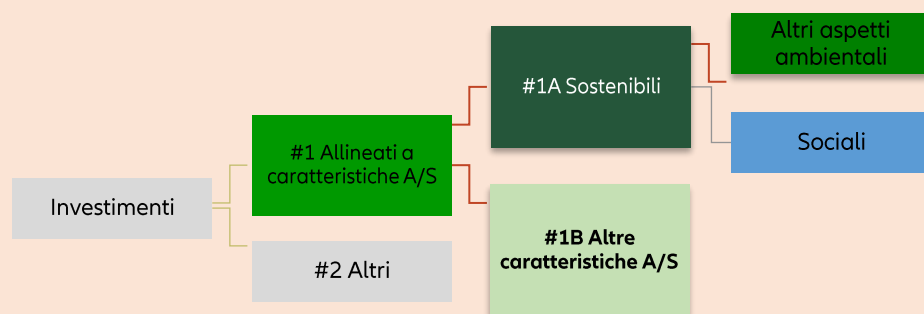 Altri aspetti
ambientali
#1A Sostenibili
Sociali
#1 Allineati a
caratteristiche A/S
Investimenti
#1B Altre
caratteristiche A/S
#2 Altri